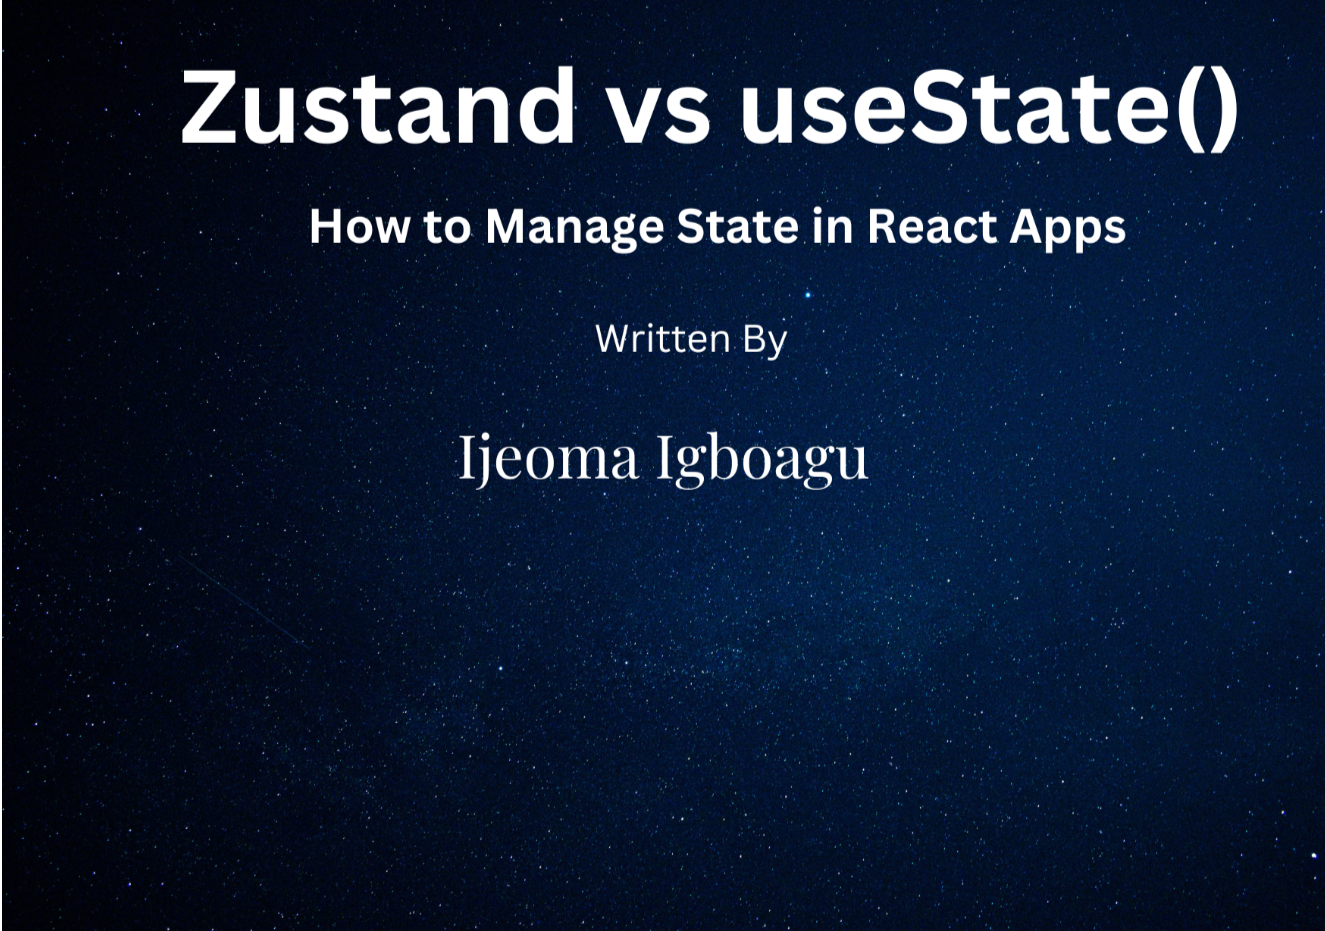 Zustand vs useState()
How to Manage State in React Apps
Written By
Ijeoma Igboagu